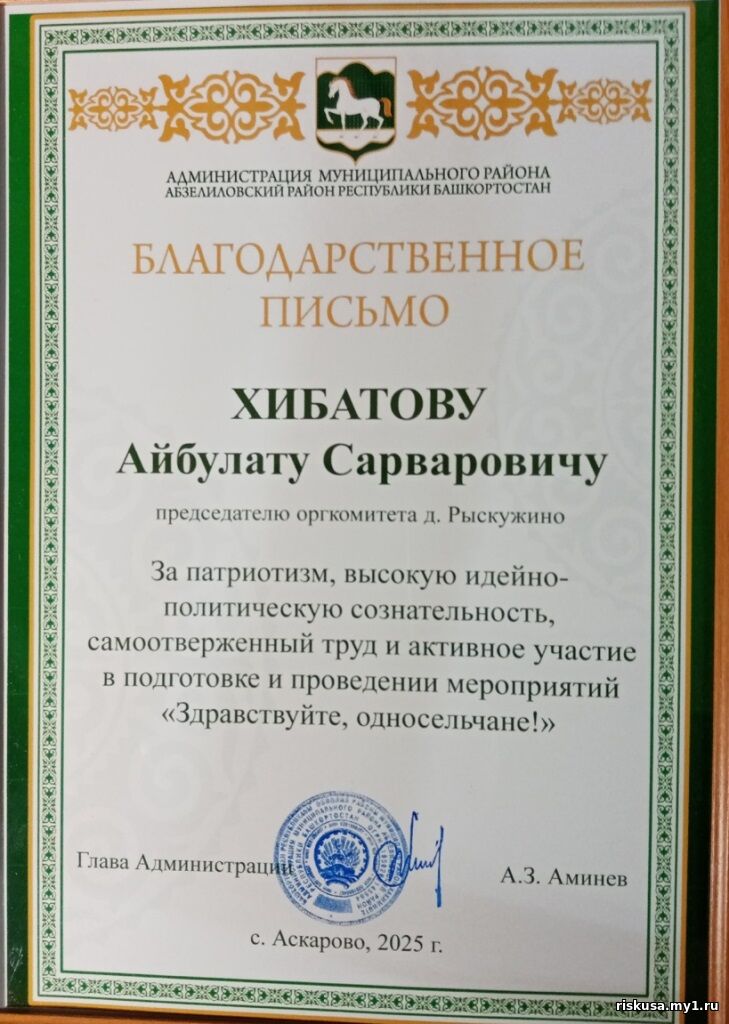 АДМИНИСТРАЦИЯ МУНИЦИПАЛЬНОГО РАЙОНА
АБЗЕЛИЛОВСКИЙ РАЙОН РЕСПУБЛИКИ БАШКОРТОСТАН
БЛАГОДАРСТВЕННОЕ
ПИСЬМО
ХИБАТОВУ
Айбулату Сарваровичу
председателю оргкомитета д. Рыскужино
За патриотизм, высокую идейно-
политическую сознательность,
самоотверженный труд и активное участие
в подготовке и проведении мероприятий
«Здравствуйте, односельчане!»
Глава Администрации
А.З. Аминев
с. Аскарово, 2025 г.
riskusa.my1.ru